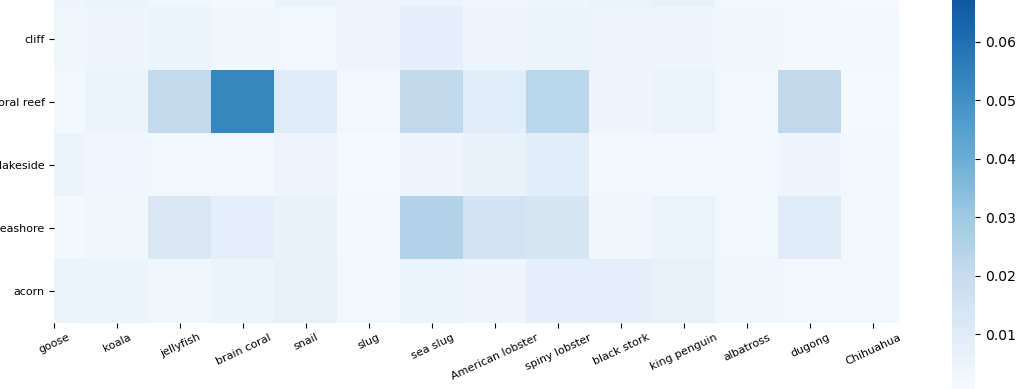 cliff
oral reef
lakeside
eashore
acorn
goose
koala
jellyfish
brain coral
snail
slug
sea slug
American lobster
spiny lobster
black stork
king penguin
albatross
dugong
Chihuahua
0.06
0.05
0.04
0.03
0.02
0.01